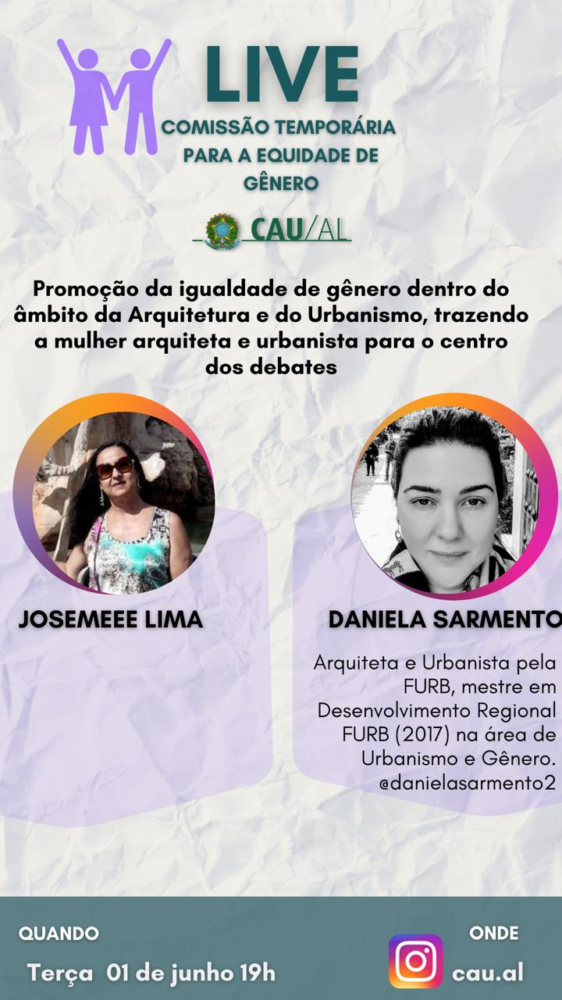 LIVE
COMISSÃO TEMPORÁRIA
PARA A EQUIDADE DE
GÊNERO
CAU/AL
Promoção da igualdade de gênero dentro do
âmbito da Arquitetura e do Urbanismo, trazendo
a mulher arquiteta e urbanista para o centro
dos debates
JOSEMEEE LIMA
DANIELA SARMENTO
Arquiteta e Urbanista pela
FURB, mestre em
Desenvolvimento Regional
FURB (2017) na área de
Urbanismo e Gênero.
@danielasarmento2
QUANDO
Terça 01 de junho 19h
ONDE
cau.al